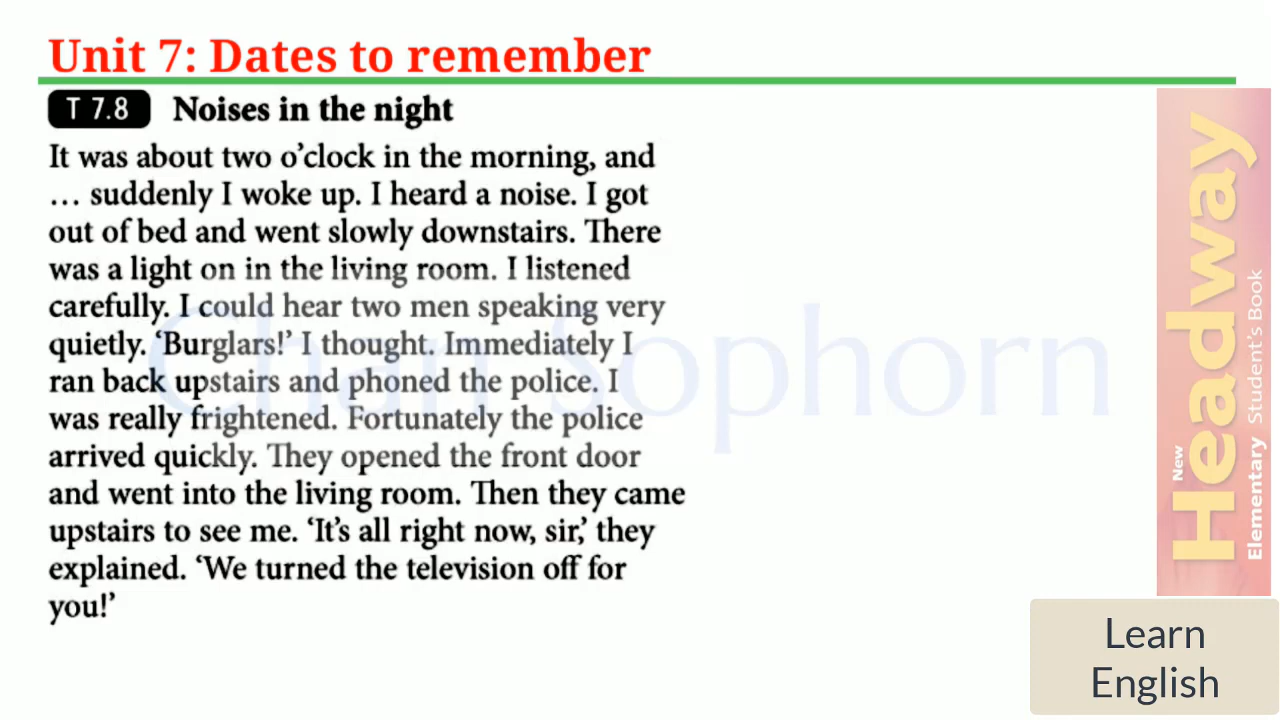 Unit 7: Dates to remember
T 7.8 Noises in the night
It was about two o’clock in the morning, and
… suddenly I woke up. I heard a noise. I got
out of bed and went slowly downstairs. There
was a light on in the living room. I listened
carefully. I could hear two men speaking very
quietly. ‘Burglars!’ I thought. Immediately I
ran back upstairs and phoned the police. I
was really frightened. Fortunately the police
arrived quickly. They opened the front door
and went into the living room. Then they came
upstairs to see me. ‘It’s all right now, sir,’ they
explained. ‘We turned the television off for
you!’
Chan Sophorn
New
Headway
Elementary Student's Book
Learn
English